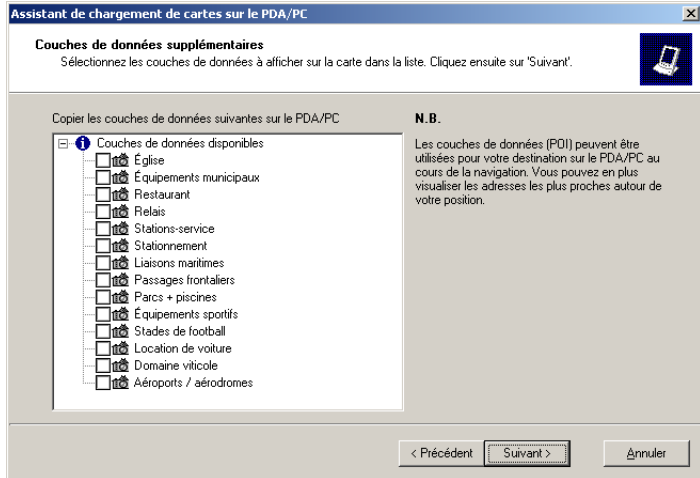 Assistant de chargement de cartes sur le PDA/PC
Couches de données supplémentaires
Sélectionnez les couches de données à afficher sur la carte dans la liste. Cliquez ensuite sur 'Suivant'.
Copier les couches de données suivantes sur le PDA/PC
Couches de données disponibles
Église
Équipements municipaux
Restaurant
Relais
Stations-service
Stationnement
Liaisons maritimes
Passages frontaliers
Parcs + piscines
Équipements sportifs
Stades de football
Location de voiture
Domaine viticole
Aéroports / aérodromes
N.B.
Les couches de données (POI) peuvent être
utilisées pour votre destination sur le PDA/PC au
cours de la navigation. Vous pouvez en plus
visualiser les adresses les plus proches autour de
votre position.
< Précédent
Suivant >
Annuler